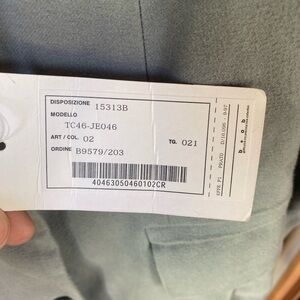 DISPOSIZIONE 15313B
MODELLO
TC46-JE046
ART / COL. 02 TG. 021
ORDINE B9579/203
40463050460102CR